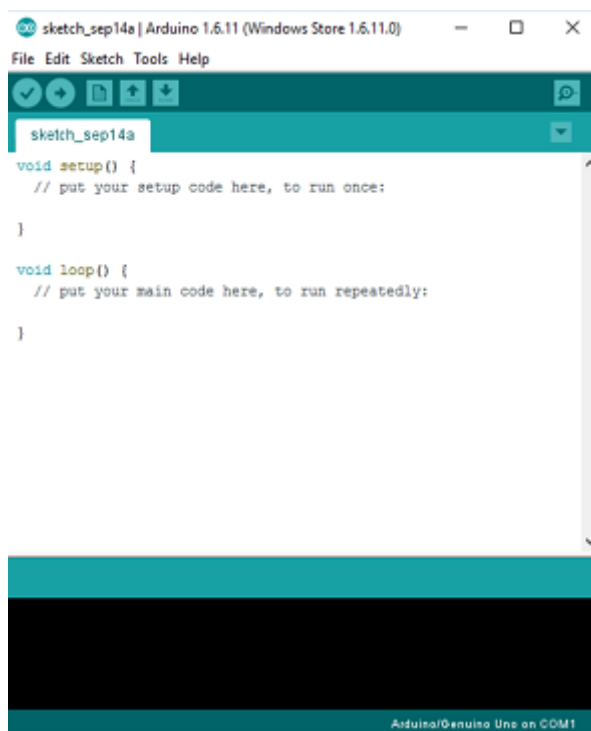 sketch_sep14a | Arduino 1.6.11 (Windows Store 1.6.11.0)
File Edit Sketch Tools Help
sketch_sep14a
void setup() {
  // put your setup code here, to run once:
}
void loop() {
  // put your main code here, to run repeatedly:
}
Arduino/Genuino Uno on COM1